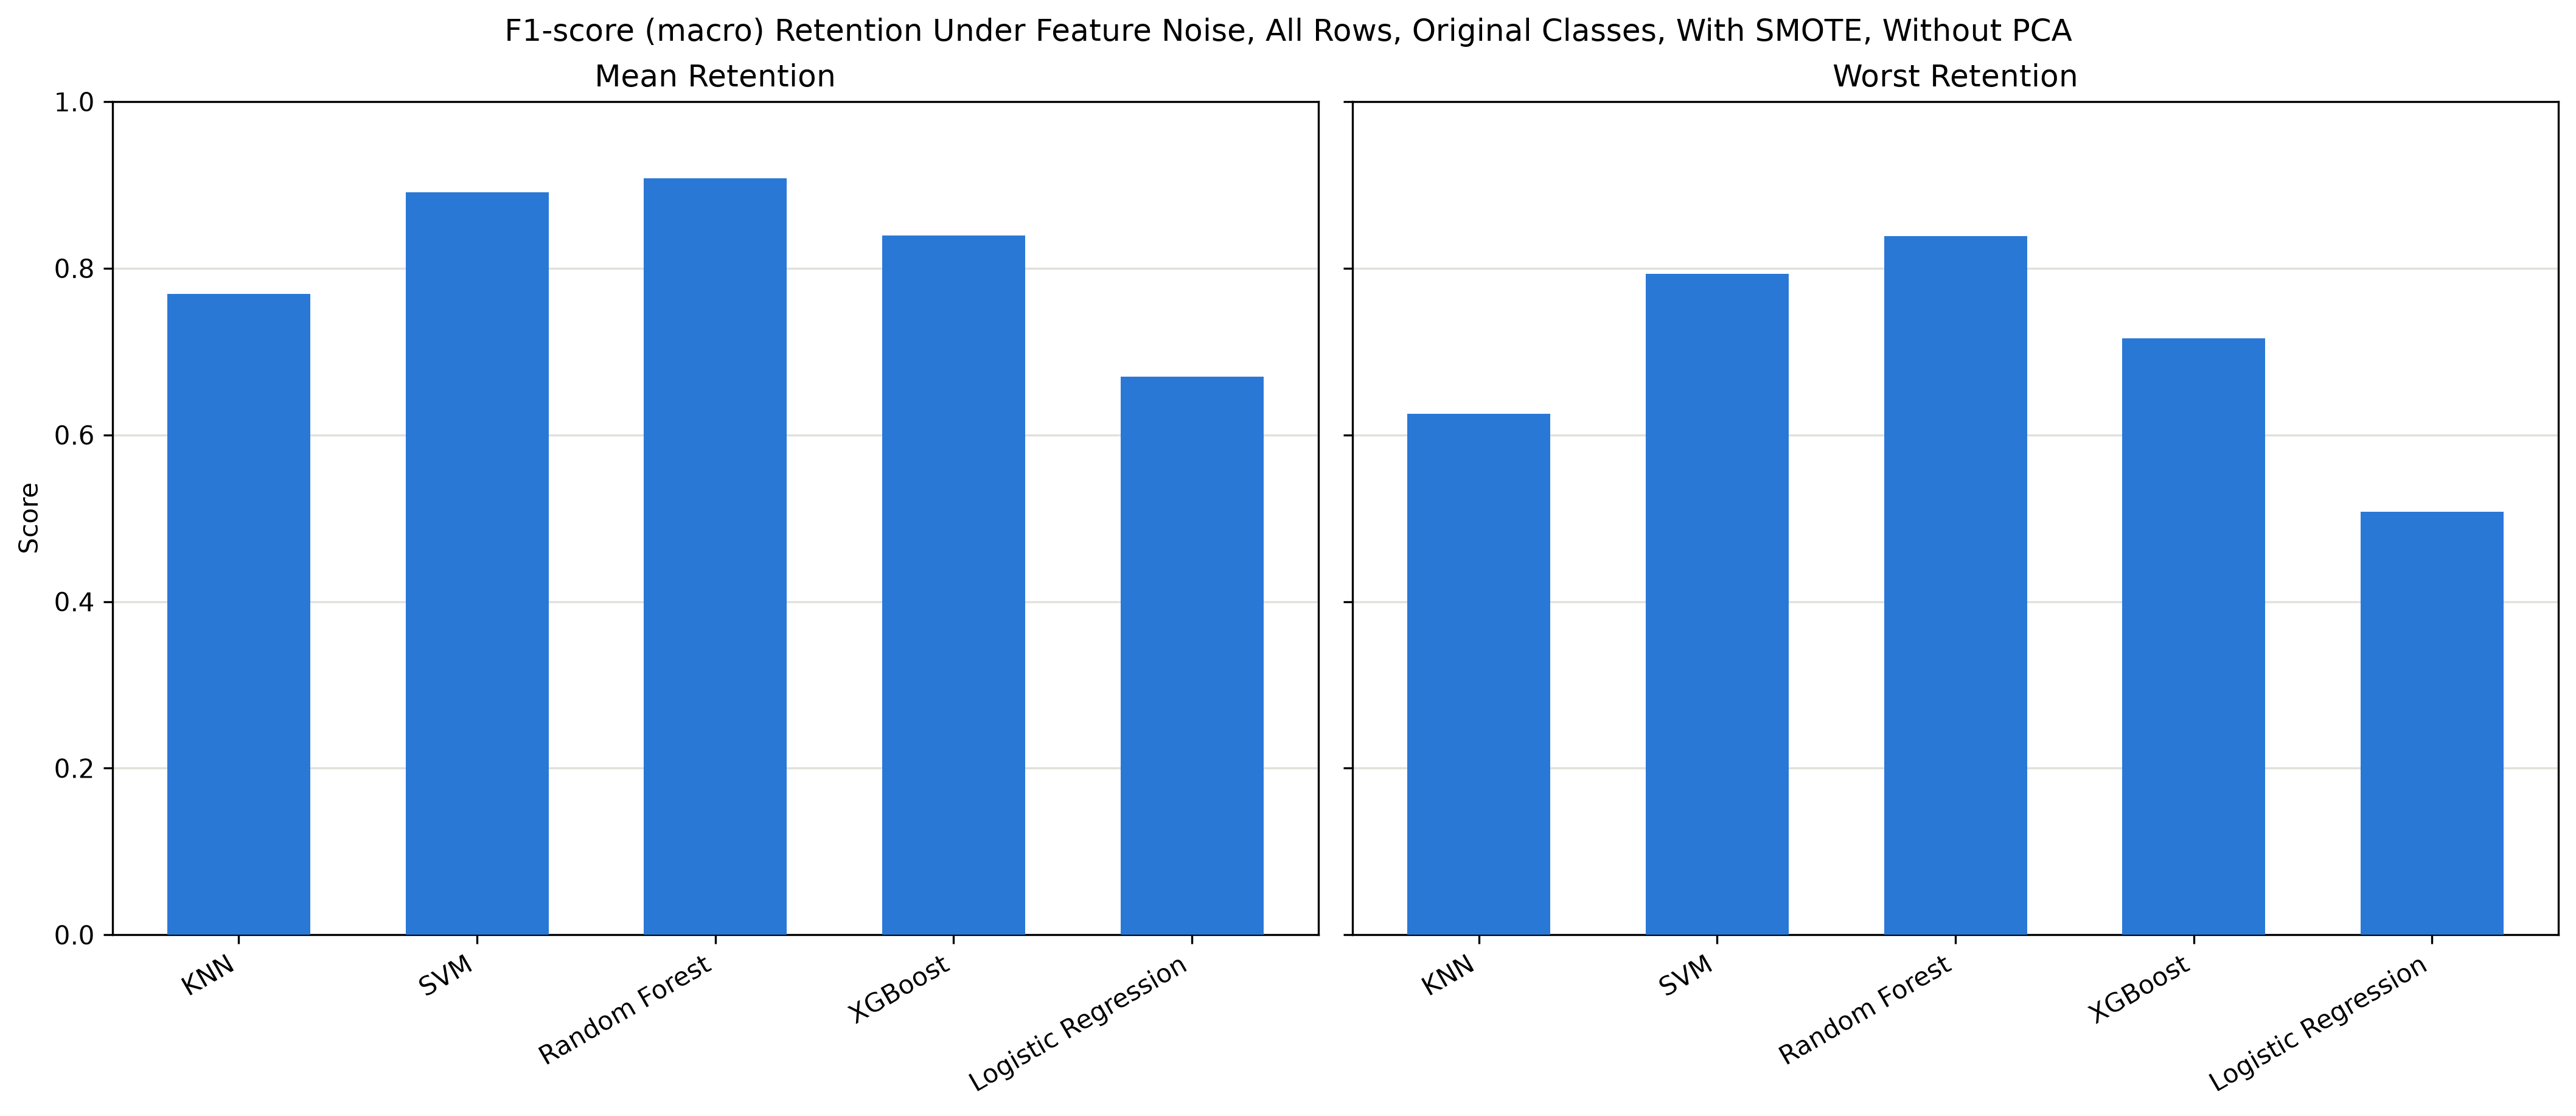 F1-score (macro) Retention Under Feature Noise, All Rows, Original Classes, With SMOTE, Without PCA
Mean Retention
Worst Retention
Score
1.0
0.8
0.6
0.4
0.2
0.0
KNN
SVM
Random Forest
XGBoost
Logistic Regression
KNN
SVM
Random Forest
XGBoost
Logistic Regression